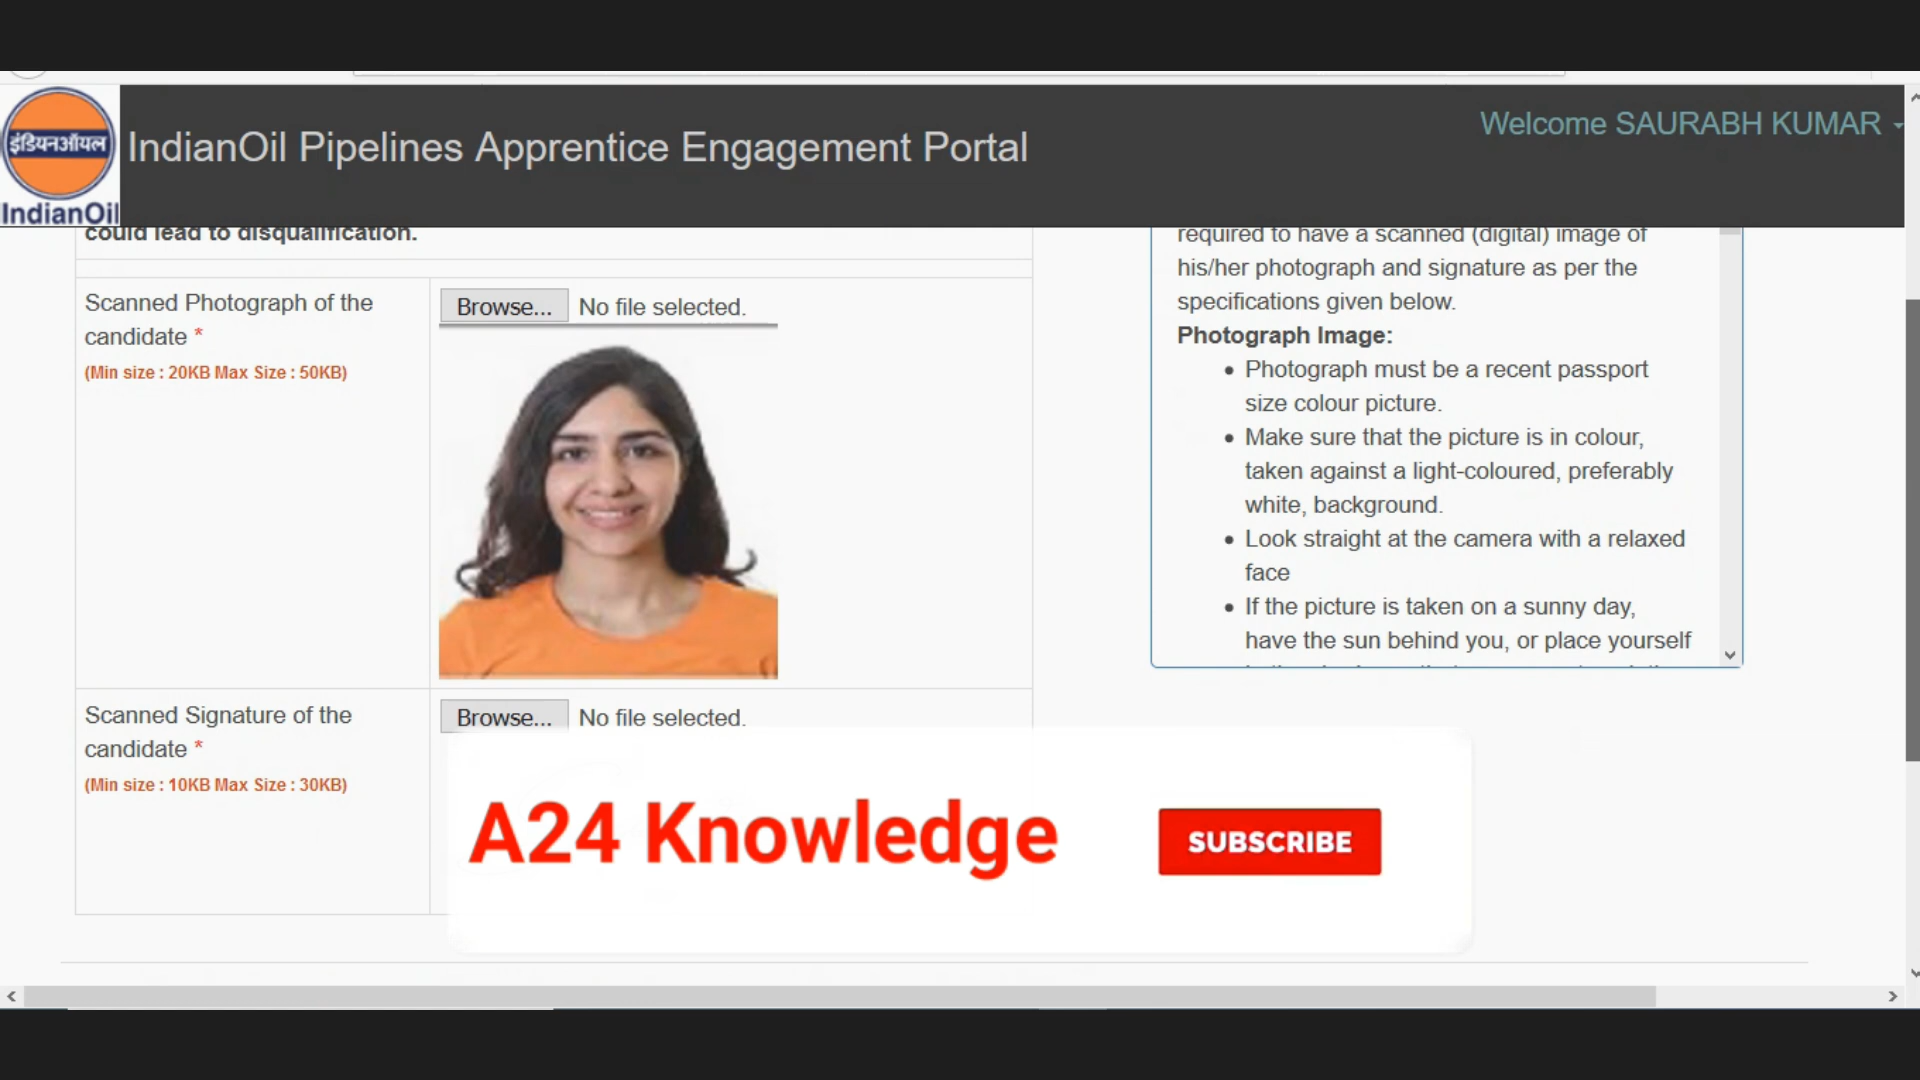 इंडियनऑयल
IndianOil
IndianOil Pipelines Apprentice Engagement Portal
Welcome SAURABH KUMAR
could lead to disqualification.
Scanned Photograph of the
candidate *
(Min size : 20KB Max Size : 50KB)
Browse... No file selected.
Scanned Signature of the
candidate *
(Min size : 10KB Max Size : 30KB)
Browse... No file selected.
required to have a scanned (digital) image of
his/her photograph and signature as per the
specifications given below.
Photograph Image:
• Photograph must be a recent passport
size colour picture.
• Make sure that the picture is in colour,
taken against a light-coloured, preferably
white, background.
• Look straight at the camera with a relaxed
face
• If the picture is taken on a sunny day,
have the sun behind you, or place yourself
A24 Knowledge
SUBSCRIBE